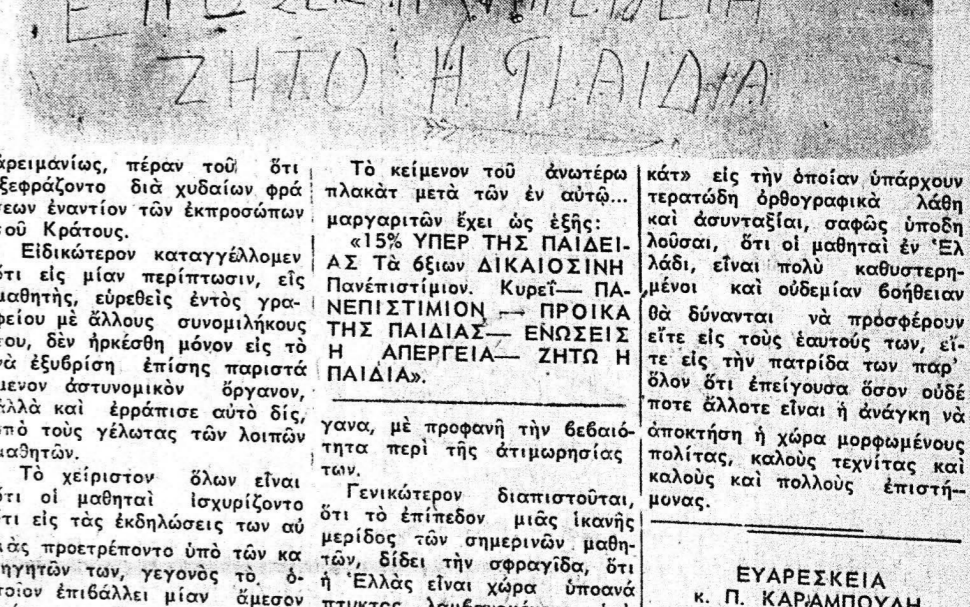 ΖΗΤΟ Η ΠΑΙΔΙΑ
ἀρειμανίως, πέραν τοῦ ὅτι
ξεφράζοντο διὰ χυδαίων φρά
σεων ἐναντίον τῶν ἐκπροσώπων
τοῦ Κράτους.
Εἰδικώτερον καταγγέλλομεν
ὅτι εἰς μίαν περίπτωσιν, εἷς
μαθητής, εὑρεθεὶς ἐντὸς γρα-
φείου μὲ ἄλλους συνομιλήκους
του, δὲν ἠρκέσθη μόνον εἰς τὸ
νὰ ἐξυβρίση ἐπίσης παριστά
μενον ἀστυνομικὸν ὄργανον,
ἀλλὰ καὶ ἐρράπισε αὐτὸ δίς,
ὑπὸ τοὺς γέλωτας τῶν λοιπῶν
μαθητῶν.
Τὸ χείριστον ὅλων εἶναι
ὅτι οἱ μαθηταὶ ἰσχυρίζοντο
ὅτι εἰς τὰς ἐκδηλώσεις των αὐ
τὰς προετρέποντο ὑπὸ τῶν κα
θηγητῶν των, γεγονὸς τὸ ὁ-
ποῖον ἐπιβάλλει μίαν ἄμεσον
Τὸ κείμενον τοῦ ἀνωτέρω
πλακὰτ μετὰ τῶν ἐν αὐτῷ...
μαργαριτῶν ἔχει ὡς ἑξῆς:
«15% ΥΠΕΡ ΤΗΣ ΠΑΙΔΕΙ-
ΑΣ Τὰ βξιων ΔΙΚΑΙΟΣΙΝΗ
Πανέπιστίμιον. Κυρεῖ— ΠΑ-
ΝΕΠΙΣΤΙΜΙΟΝ — ΠΡΟΙΚΑ
ΤΗΣ ΠΑΙΔΙΑΣ— ΕΝΩΣΕΙΣ
Η ΑΠΕΡΓΕΙΑ— ΖΗΤΩ Η
ΠΑΙΔΙΑ».
γανα, μὲ προφανῆ τὴν βεβαιό-
τητα περὶ τῆς ἀτιμωρησίας
των.
Γενικώτερον διαπιστοῦται,
ὅτι τὸ ἐπίπεδον μιᾶς ἱκανῆς
μερίδος τῶν σημερινῶν μαθη-
τῶν, δίδει τὴν σφραγῖδα, ὅτι
ἡ Ἑλλὰς εἶναι χώρα ὑποανά
κάτ» εἰς τὴν ὁποίαν ὑπάρχουν
τερατώδη ὀρθογραφικὰ λάθη
καὶ ἀσυνταξίαι, σαφῶς ὑποδη
λοῦσαι, ὅτι οἱ μαθηταὶ ἐν Ἑλ
λάδι, εἶναι πολὺ καθυστερη-
μένοι καὶ οὐδεμίαν βοήθειαν
θὰ δύνανται νὰ προσφέρουν
εἴτε εἰς τοὺς ἑαυτούς των, εἴ-
τε εἰς τὴν πατρίδα των παρ'
ὅλον ὅτι ἐπείγουσα ὅσον οὐδέ
ποτε ἄλλοτε εἶναι ἡ ἀνάγκη νὰ
ἀποκτήση ἡ χώρα μορφωμένους
πολίτας, καλοὺς τεχνίτας καὶ
καλοὺς καὶ πολλοὺς ἐπιστή-
μονας.
ΕΥΑΡΕΣΚΕΙΑ
κ. Π. ΚΑΡΑΜΠΟΥΛΗ